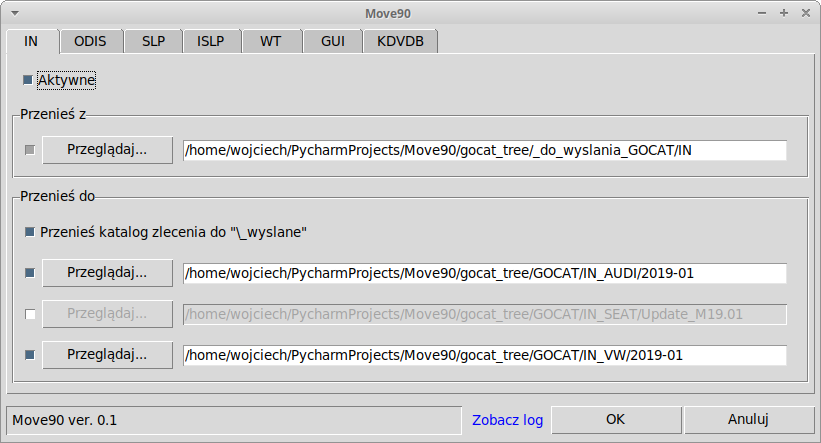 Move90
IN ODIS SLP ISLP WT GUI KDVDB
Aktywne
Przenieś z
Przeglądaj... /home/wojciech/PycharmProjects/Move90/gocat_tree/_do_wyslania_GOCAT/IN
Przenieś do
Przenieś katalog zlecenia do "\_wyslane"
Przeglądaj... /home/wojciech/PycharmProjects/Move90/gocat_tree/GOCAT/IN_AUDI/2019-01
Przeglądaj... /home/wojciech/PycharmProjects/Move90/gocat_tree/GOCAT/IN_SEAT/Update_M19.01
Przeglądaj... /home/wojciech/PycharmProjects/Move90/gocat_tree/GOCAT/IN_VW/2019-01
Move90 ver. 0.1 Zobacz log OK Anuluj